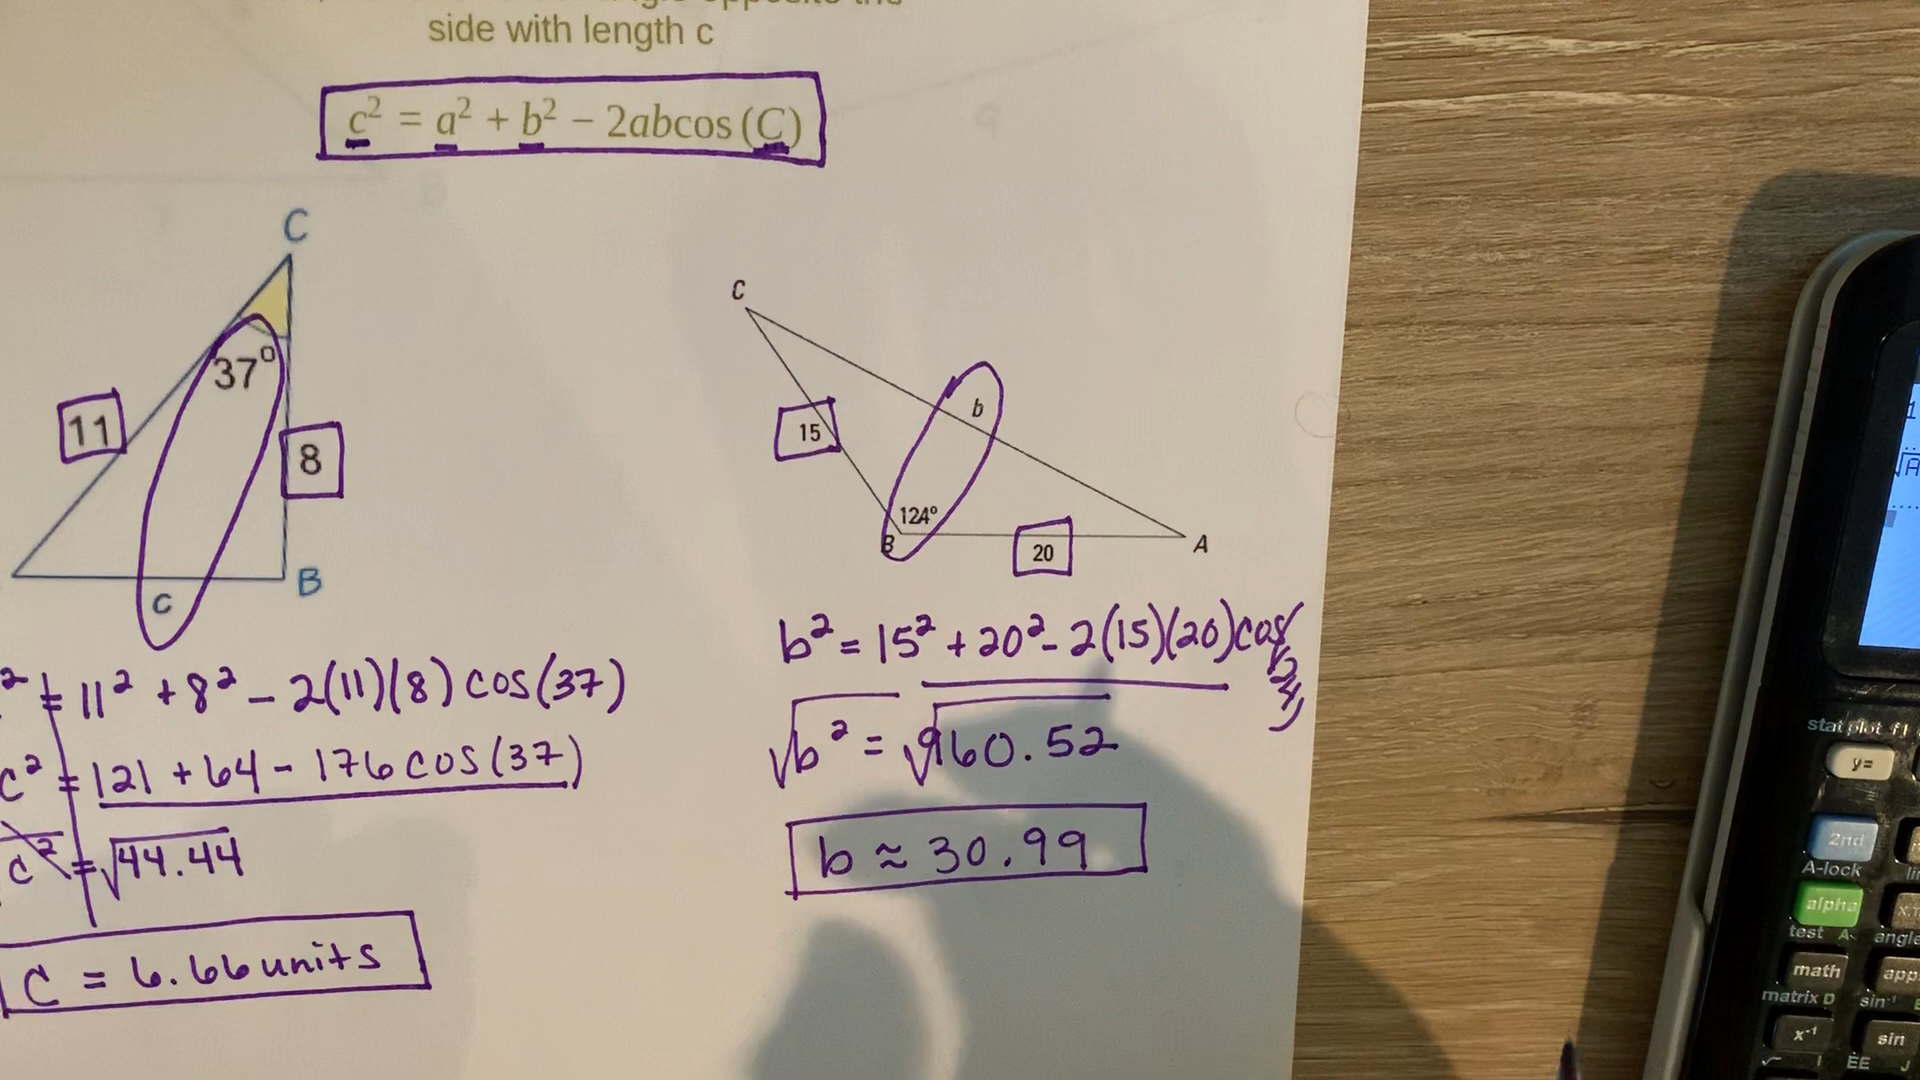 side with length c
c² = a² + b² − 2abcos (C)
C
37°
11
8
c
B
² = 11² + 8² − 2(11)(8) cos(37)
c² = 121 + 64 − 176 cos(37)
c² = √44.44
C = 6.66 units
C
b
15
124°
B
20
A
b² = 15² + 20² − 2(15)(20)cos(124)
√b² = √960.52
b ≈ 30.99
stat plot f1
y=
2nd
A-lock
alpha
test A
angle
math
apps
matrix D
sin⁻¹
x⁻¹
sin
√
EE